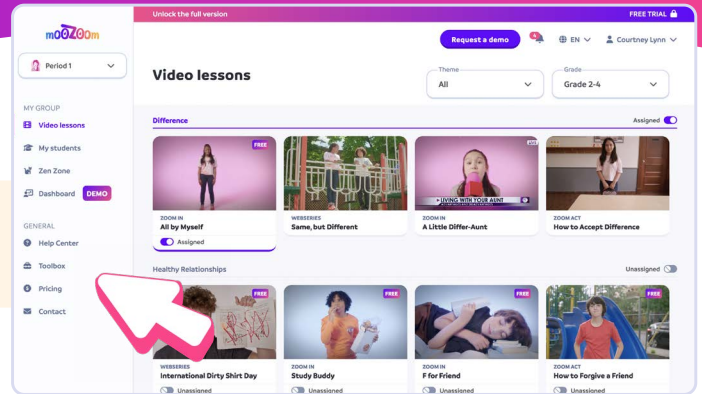 Unlock the full version
FREE TRIAL
mooZoom
Request a demo
EN
Courtney Lynn
Period 1
Video lessons
Theme
All
Grade
Grade 2-4
MY GROUP
Video lessons
My students
Zen Zone
Dashboard DEMO
GENERAL
Help Center
Toolbox
Pricing
Contact
Difference
Assigned
FREE
LIVE
LIVING WITH YOUR AUNT
ZOOM IN
All by Myself
Assigned
WEBSERIES
Same, but Different
ZOOM IN
A Little Differ-Aunt
ZOOM ACT
How to Accept Difference
Healthy Relationships
Unassigned
FREE
FREE
FREE
FREE
WEBSERIES
International Dirty Shirt Day
Unassigned
ZOOM IN
Study Buddy
Unassigned
ZOOM IN
F for Friend
Unassigned
ZOOM ACT
How to Forgive a Friend
Unassigned